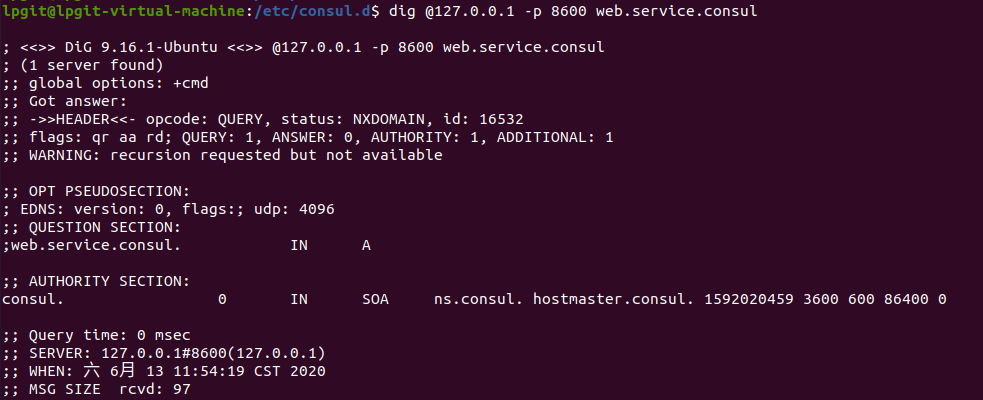 lpgit@lpgit-virtual-machine:/etc/consul.d$ dig @127.0.0.1 -p 8600 web.service.consul
; <<>> DiG 9.16.1-Ubuntu <<>> @127.0.0.1 -p 8600 web.service.consul
; (1 server found)
;; global options: +cmd
;; Got answer:
;; ->>HEADER<<- opcode: QUERY, status: NXDOMAIN, id: 16532
;; flags: qr aa rd; QUERY: 1, ANSWER: 0, AUTHORITY: 1, ADDITIONAL: 1
;; WARNING: recursion requested but not available
;; OPT PSEUDOSECTION:
; EDNS: version: 0, flags:; udp: 4096
;; QUESTION SECTION:
;web.service.consul. IN A
;; AUTHORITY SECTION:
consul. 0 IN SOA ns.consul. hostmaster.consul. 1592020459 3600 600 86400 0
;; Query time: 0 msec
;; SERVER: 127.0.0.1#8600(127.0.0.1)
;; WHEN: 六 6月 13 11:54:19 CST 2020
;; MSG SIZE rcvd: 97